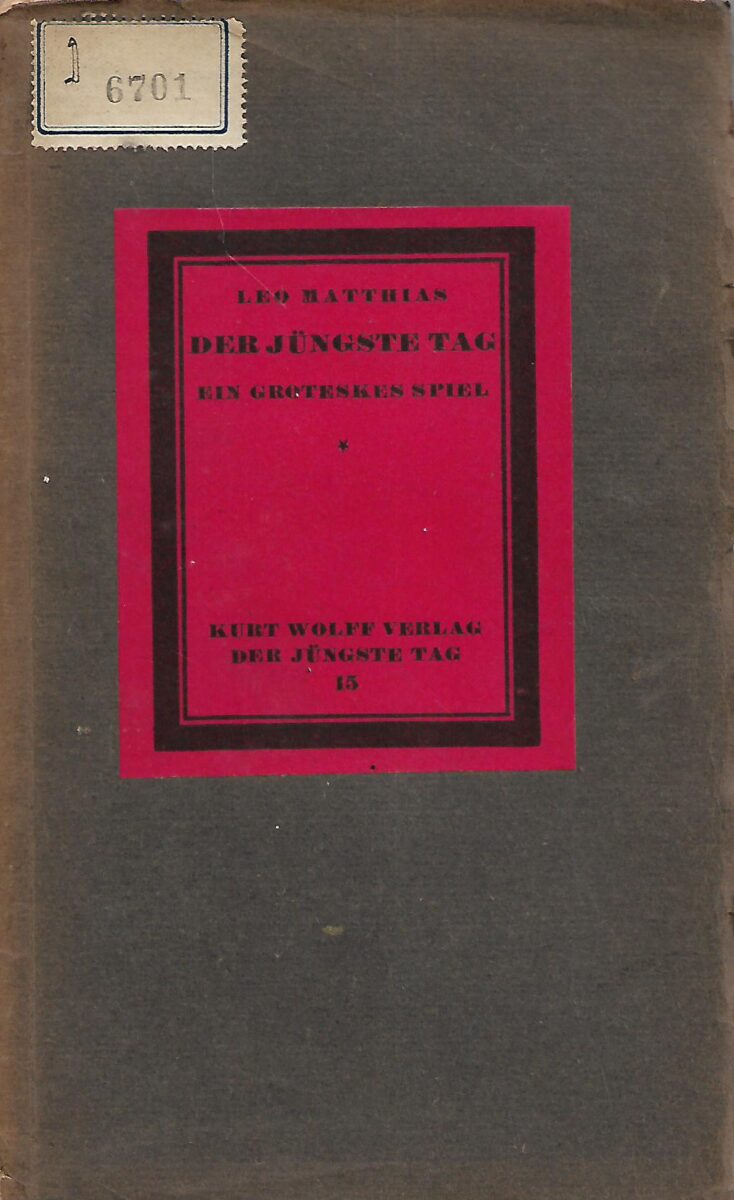 6701
LEO MATTHIAS
DER JÜNGSTE TAG
EIN GROTESKES SPIEL
KURT WOLFF VERLAG
DER JÜNGSTE TAG
15